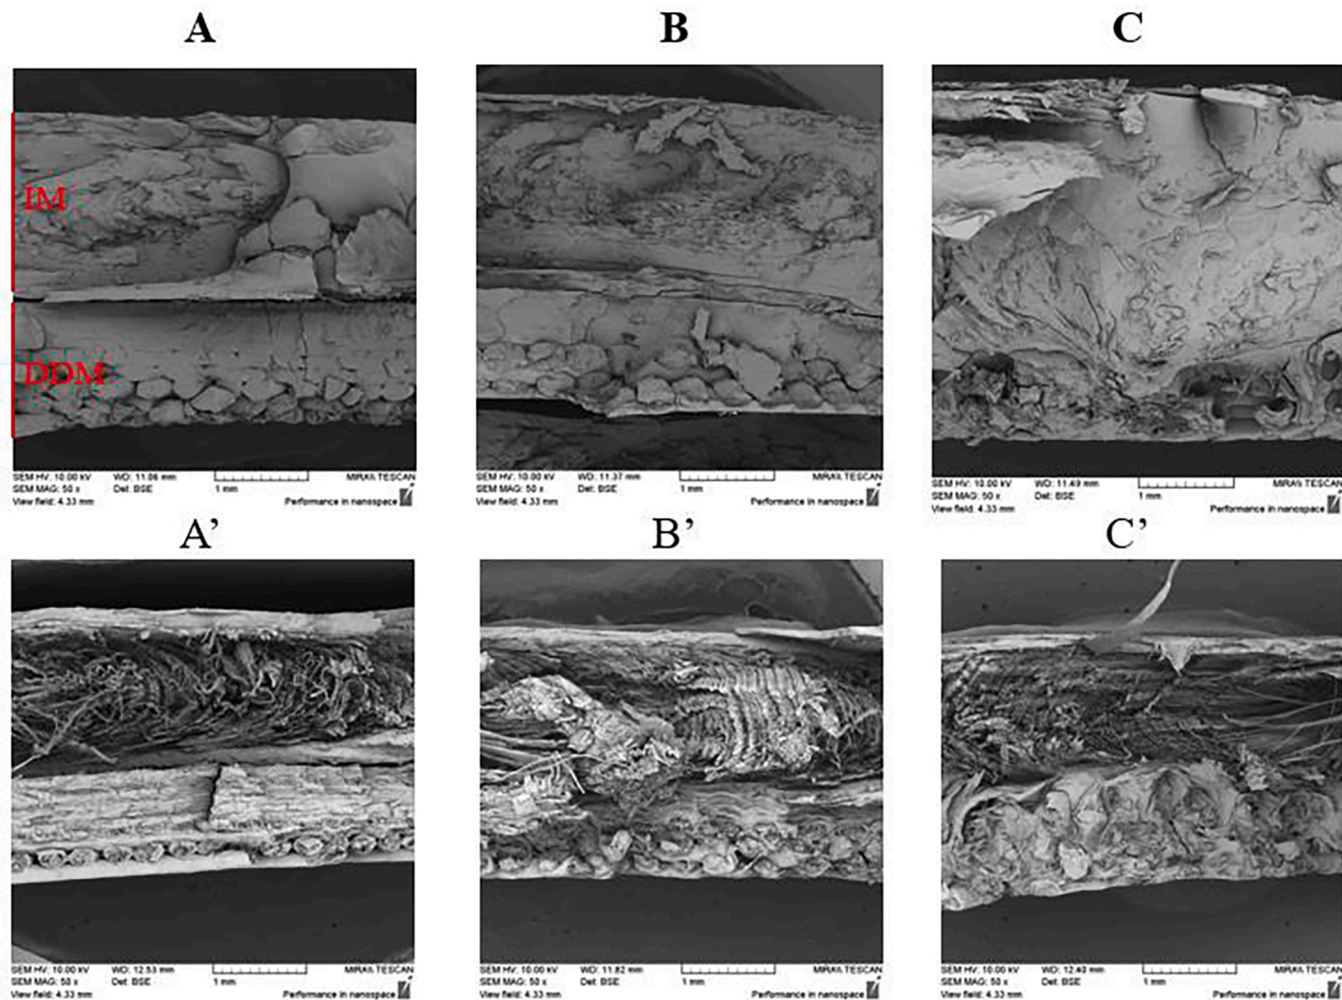 A B C
IM
DDM
SEM HV: 10.00 kV WD: 11.06 mm MIRA\\ TESCAN
SEM MAG: 50 x Det: BSE 1 mm
View field: 4.33 mm Performance in nanospace
SEM HV: 10.00 kV WD: 11.37 mm MIRA\\ TESCAN
SEM MAG: 50 x Det: BSE 1 mm
View field: 4.33 mm Performance in nanospace
SEM HV: 10.00 kV WD: 11.49 mm MIRA\\ TESCAN
SEM MAG: 50 x Det: BSE 1 mm
View field: 4.33 mm Performance in nanospace
A’ B’ C’
SEM HV: 10.00 kV WD: 12.53 mm MIRA\\ TESCAN
SEM MAG: 50 x Det: BSE 1 mm
View field: 4.33 mm Performance in nanospace
SEM HV: 10.00 kV WD: 11.82 mm MIRA\\ TESCAN
SEM MAG: 50 x Det: BSE 1 mm
View field: 4.33 mm Performance in nanospace
SEM HV: 10.00 kV WD: 12.40 mm MIRA\\ TESCAN
SEM MAG: 50 x Det: BSE 1 mm
View field: 4.33 mm Performance in nanospace